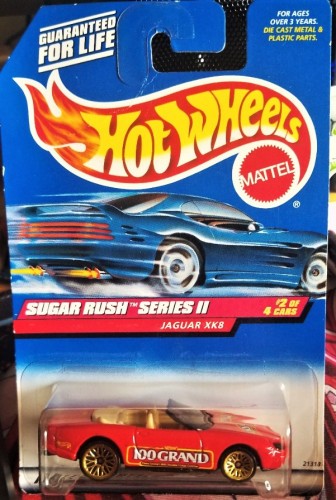 GUARANTEED
FOR LIFE
FOR AGES
OVER 3 YEARS.
DIE CAST METAL &
PLASTIC PARTS.
HOT WHEELS
MATTEL
®
SUGAR RUSH™ SERIES II
#2 OF
4 CARS
JAGUAR XK8
100 GRAND